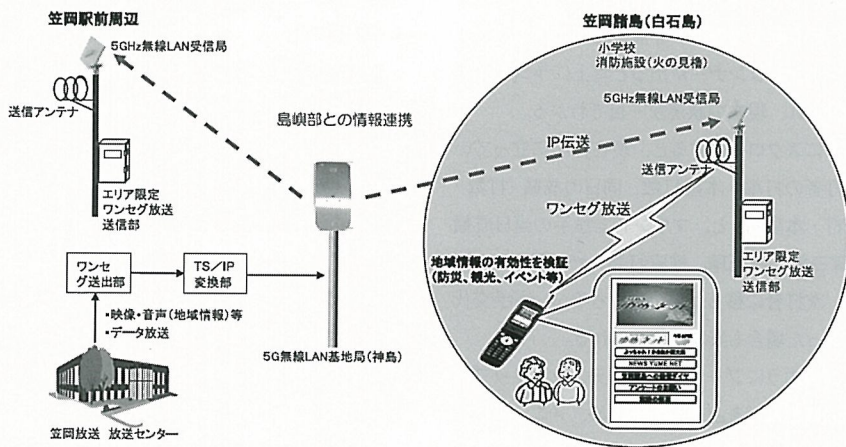 笠岡駅前周辺
5GHz無線LAN受信局
送信アンテナ
エリア限定
ワンセグ放送
送信部
島嶼部との情報連携
ワンセグ送出部
TS/IP
変換部
・映像・音声(地域情報)等
・データ放送
笠岡放送 放送センター
5G無線LAN基地局(神島)
笠岡諸島(白石島)
小学校
消防施設(火の見櫓)
5GHz無線LAN受信局
IP伝送
送信アンテナ
ワンセグ放送
エリア限定
ワンセグ放送
送信部
地域情報の有効性を検証
(防災、観光、イベント等)
NEWS YUME NET